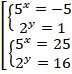 [ { 5^x = −5
{ 2^y = 1
{ 5^x = 25
{ 2^y = 16